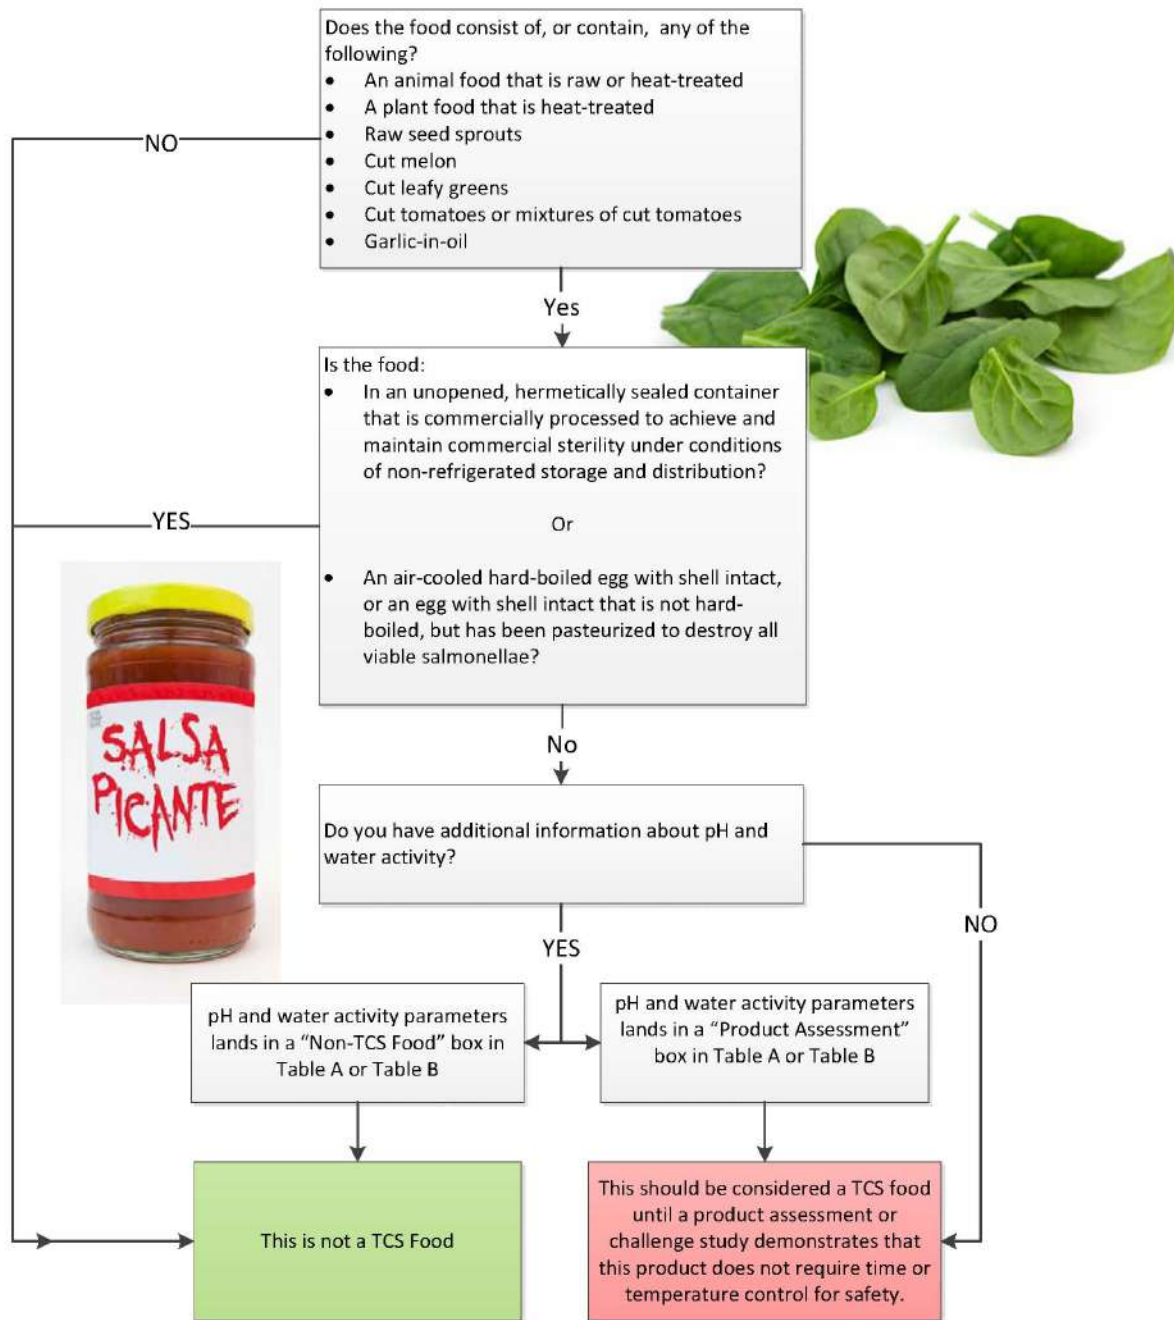 Does the food consist of, or contain, any of the
following?
• An animal food that is raw or heat-treated
• A plant food that is heat-treated
• Raw seed sprouts
• Cut melon
• Cut leafy greens
• Cut tomatoes or mixtures of cut tomatoes
• Garlic-in-oil
NO
Yes
Is the food:
• In an unopened, hermetically sealed container
that is commercially processed to achieve and
maintain commercial sterility under conditions
of non-refrigerated storage and distribution?
YES
Or
• An air-cooled hard-boiled egg with shell intact,
or an egg with shell intact that is not hard-
boiled, but has been pasteurized to destroy all
viable salmonellae?
SALSA
PICANTE
No
Do you have additional information about pH and
water activity?
YES
NO
pH and water activity parameters
lands in a “Non-TCS Food” box in
Table A or Table B
pH and water activity parameters
lands in a “Product Assessment”
box in Table A or Table B
This is not a TCS Food
This should be considered a TCS food
until a product assessment or
challenge study demonstrates that
this product does not require time or
temperature control for safety.